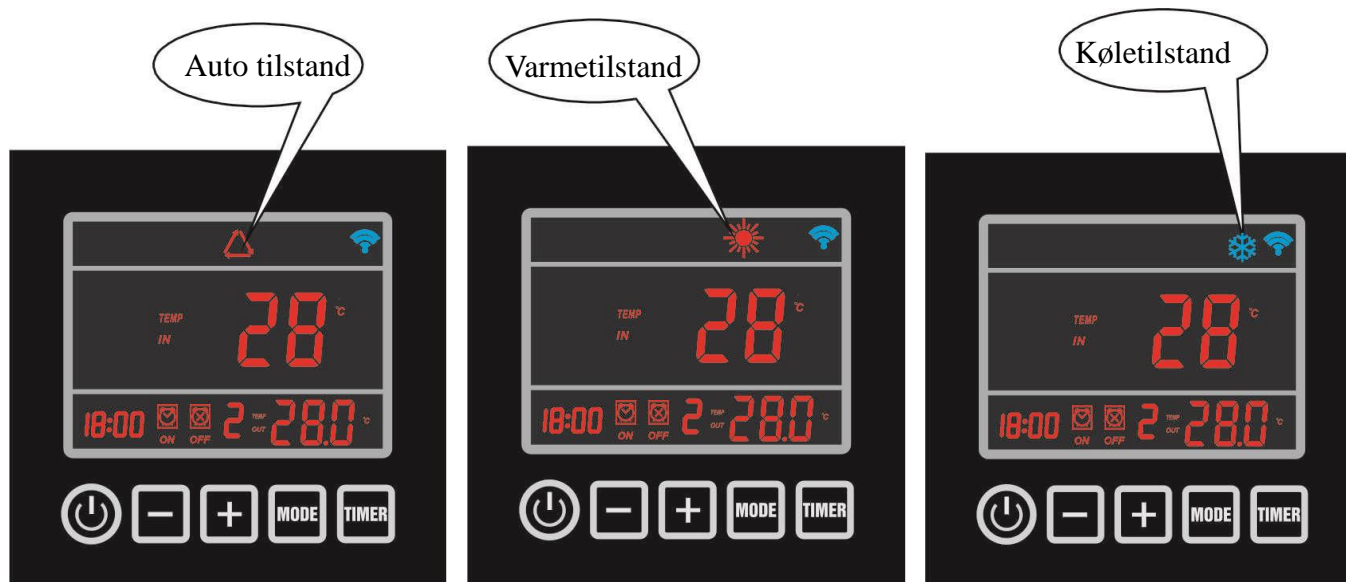 Auto tilstand
Varmetilstand
Køletilstand
TEMP
IN
28 °C
18:00 ON OFF 2 TEMP OUT 28.0 °C
MODE TIMER
TEMP
IN
28 °C
18:00 ON OFF 2 TEMP OUT 28.0 °C
MODE TIMER
TEMP
IN
28 °C
18:00 ON OFF 2 TEMP OUT 28.0 °C
MODE TIMER